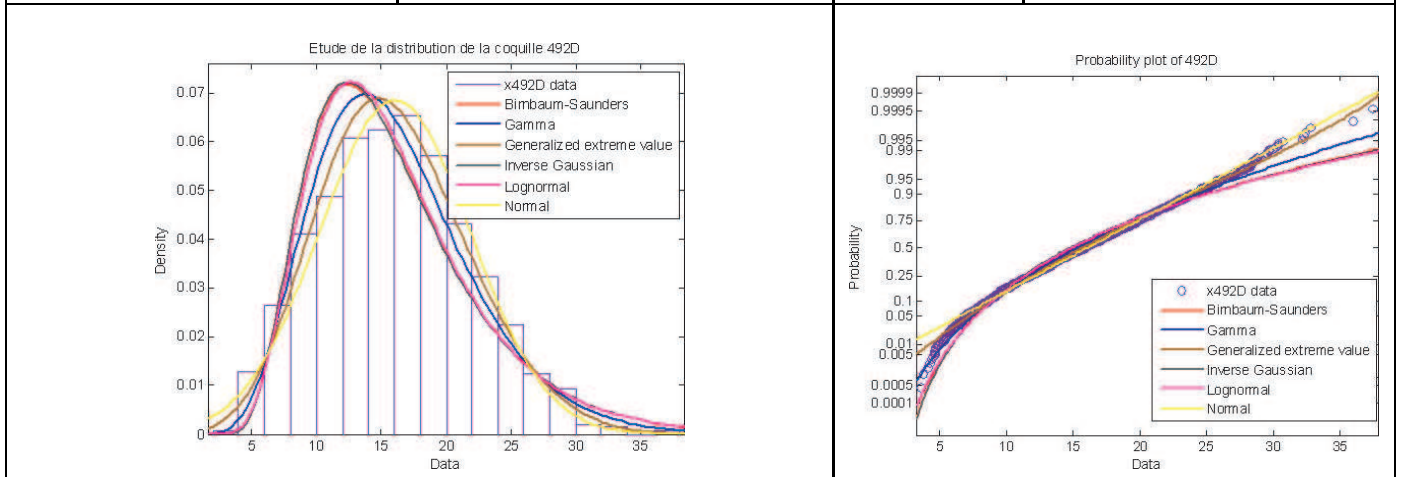 Etude de la distribution de la coquille 492D
0.07
0.06
0.05
0.04
0.03
0.02
0.01
0
Density
5
10
15
20
25
30
35
Data
x492D data
Birnbaum-Saunders
Gamma
Generalized extreme value
Inverse Gaussian
Lognormal
Normal
Probability plot of 492D
0.9999
0.9995
0.995
0.99
0.95
0.9
0.75
0.5
0.25
0.1
0.05
0.01
0.005
0.0005
0.0001
Probability
5
10
15
20
25
30
35
Data
x492D data
Birnbaum-Saunders
Gamma
Generalized extreme value
Inverse Gaussian
Lognormal
Normal